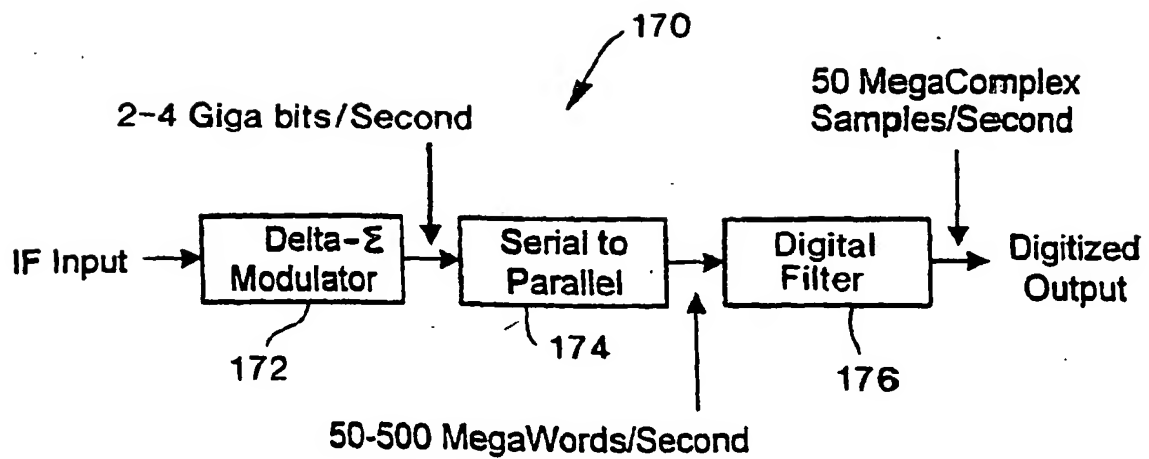 170
50 MegaComplex
Samples/Second
2-4 Giga bits/Second
IF Input
Delta-Σ
Modulator
Serial to
Parallel
Digital
Filter
Digitized
Output
172
174
176
50-500 MegaWords/Second